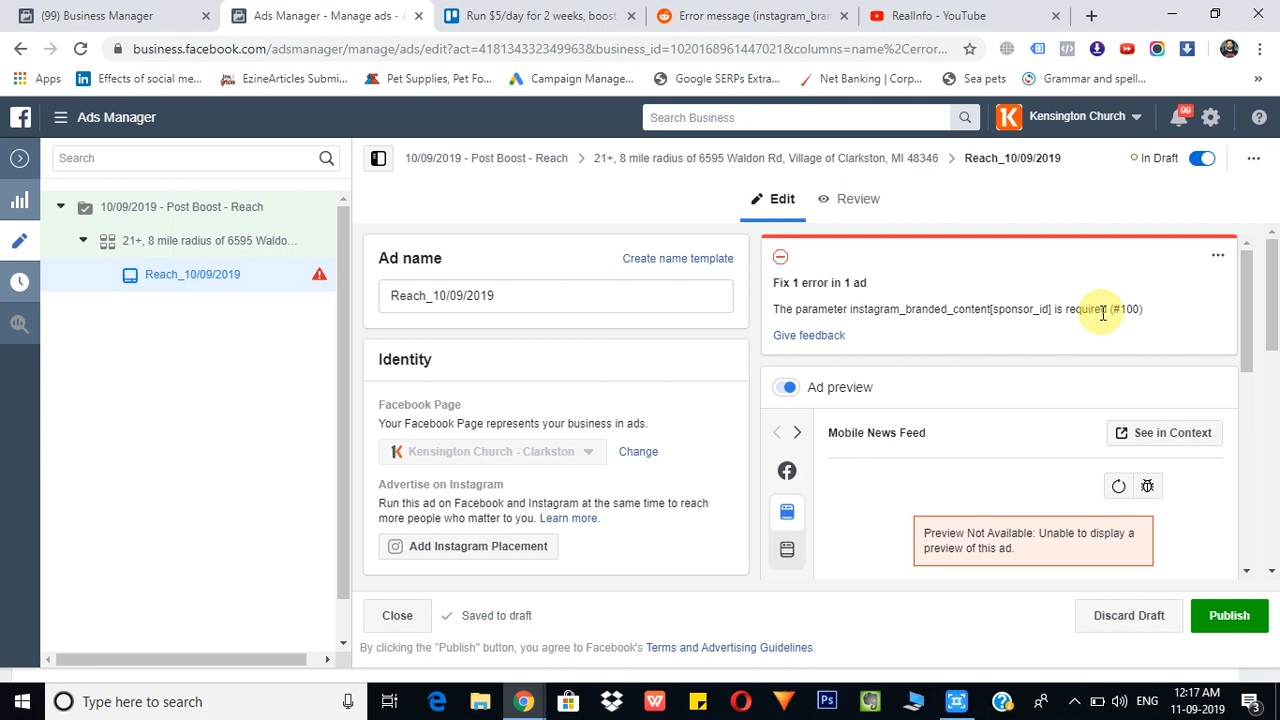 (99) Business Manager
Ads Manager - Manage ads - A
Run $5/day for 2 weeks, boost
Error message (instagram_bran
RealInfo - YouTube
business.facebook.com/adsmanager/manage/ads/edit?act=418134332349963&business_id=1020168961447021&columns=name%2Cerror...
Apps
Effects of social me...
EzineArticles Submi...
Pet Supplies, Pet Fo...
Campaign Manage...
Google SERPs Extra...
Net Banking | Corp...
Sea pets
Grammar and spell...
Ads Manager
Search Business
Kensington Church
99
Search
10/09/2019 - Post Boost - Reach
21+, 8 mile radius of 6595 Waldon Rd, Village of Clarkston, MI 48346
Reach_10/09/2019
In Draft
10/09/2019 - Post Boost - Reach
21+, 8 mile radius of 6595 Waldo...
Reach_10/09/2019
Edit
Review
Ad name
Create name template
Reach_10/09/2019
Identity
Facebook Page
Your Facebook Page represents your business in ads.
Kensington Church - Clarkston
Change
Advertise on Instagram
Run this ad on Facebook and Instagram at the same time to reach
more people who matter to you. Learn more.
Add Instagram Placement
Fix 1 error in 1 ad
The parameter instagram_branded_content[sponsor_id] is required (#100)
Give feedback
Ad preview
Mobile News Feed
See in Context
Preview Not Available: Unable to display a
preview of this ad.
Close
Saved to draft
Discard Draft
Publish
By clicking the "Publish" button, you agree to Facebook's Terms and Advertising Guidelines.
Type here to search
ENG
12:17 AM
11-09-2019
3